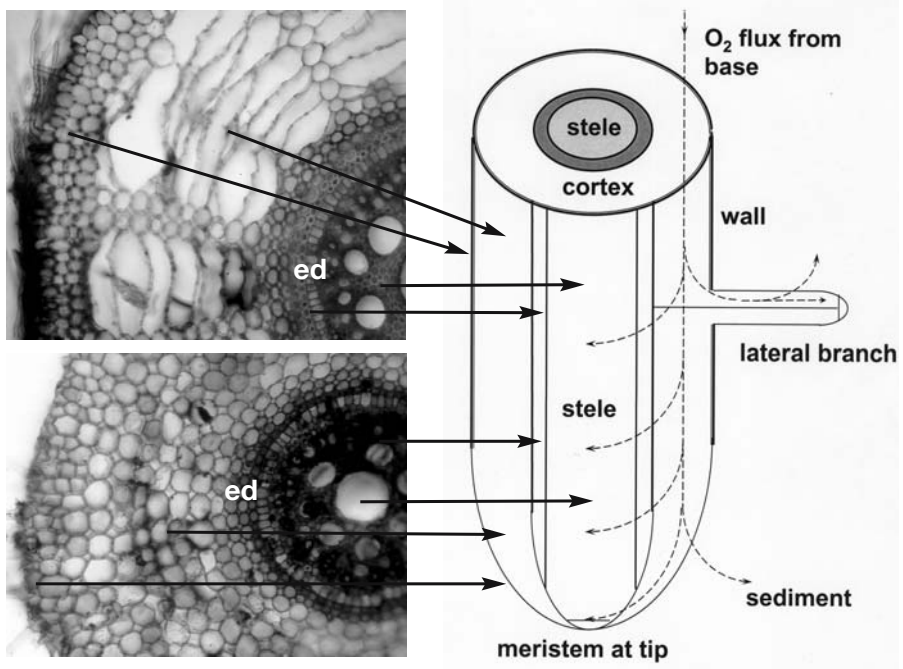 O₂ flux from
base
stele
cortex
wall
ed
lateral branch
stele
ed
sediment
meristem at tip